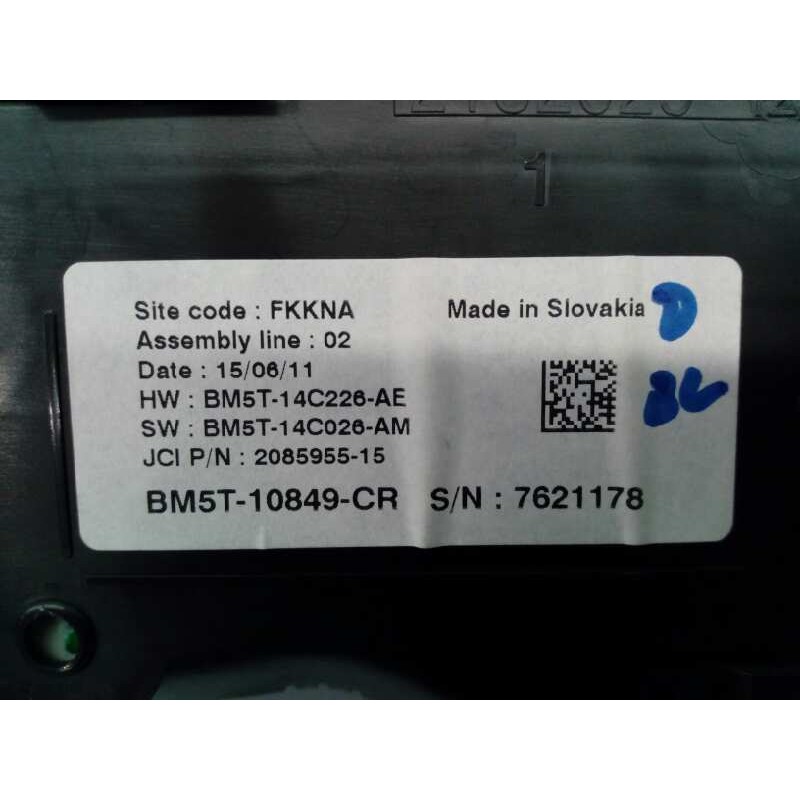 1
Site code : FKKNA Made in Slovakia
Assembly line : 02
Date : 15/06/11
HW : BM5T-14C226-AE
SW : BM5T-14C026-AM
JCI P/N : 2085955-15
BM5T-10849-CR S/N : 7621178